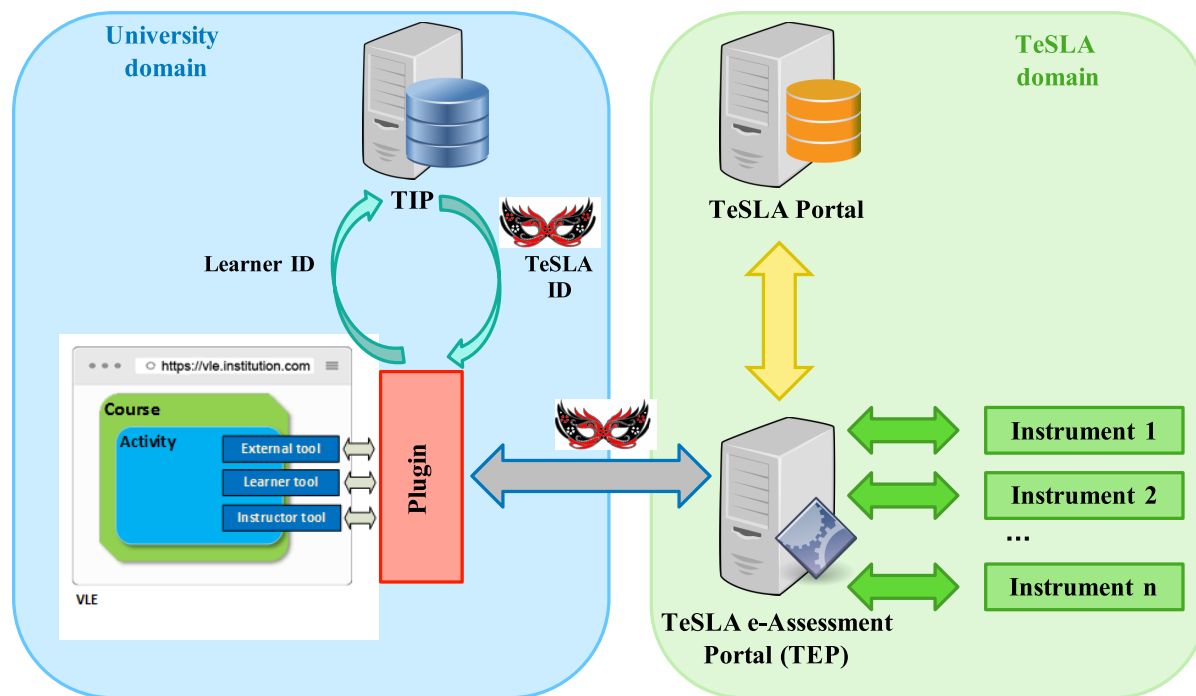 University
domain
TIP
Learner ID
TeSLA
ID
https://vle.institution.com
Course
Activity
External tool
Learner tool
Instructor tool
VLE
Plugin
TeSLA
domain
TeSLA Portal
Instrument 1
Instrument 2
...
Instrument n
TeSLA e-Assessment
Portal (TEP)